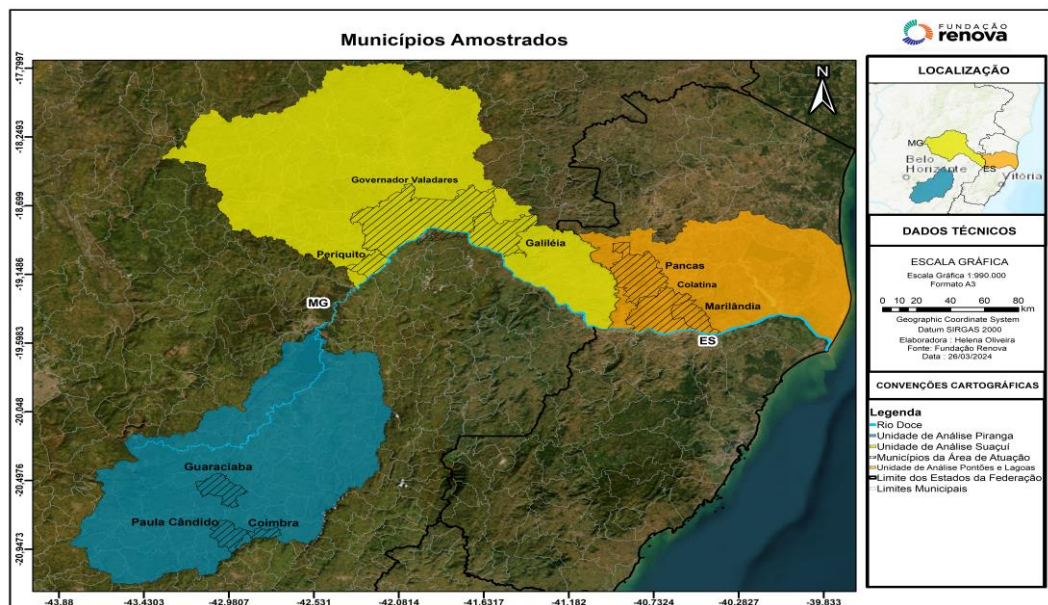 Municípios Amostrados
FUNDAÇÃO
renova
-17.7997
-18.2493
-18.699
-19.1486
-19.5983
-20.048
-20.4976
-20.9473
N
Governador Valadares
Periquito
Galiléia
Pancas
Colatina
Marilândia
MG
ES
Guaraciaba
Paula Cândido
Coimbra
-43.88
-43.4303
-42.9807
-42.531
-42.0814
-41.6317
-41.182
-40.7324
-40.2827
-39.833
LOCALIZAÇÃO
MG
Belo
Horizonte
ES
Vitória
DADOS TÉCNICOS
ESCALA GRÁFICA
Escala Gráfica 1:990.000
Formato A3
0 10 20 40 60 80
km
Geographic Coordinate System
Datum SIRGAS 2000
Elaboradora : Helena Oliveira
Fonte: Fundação Renova
Data : 26/03/2024
CONVENÇÕES CARTOGRÁFICAS
Legenda
Rio Doce
Unidade de Análise Piranga
Unidade de Análise Suaçuí
Municípios da Área de Atuação
Unidade de Análise Pontões e Lagoas
Limite dos Estados da Federação
Limites Municipais